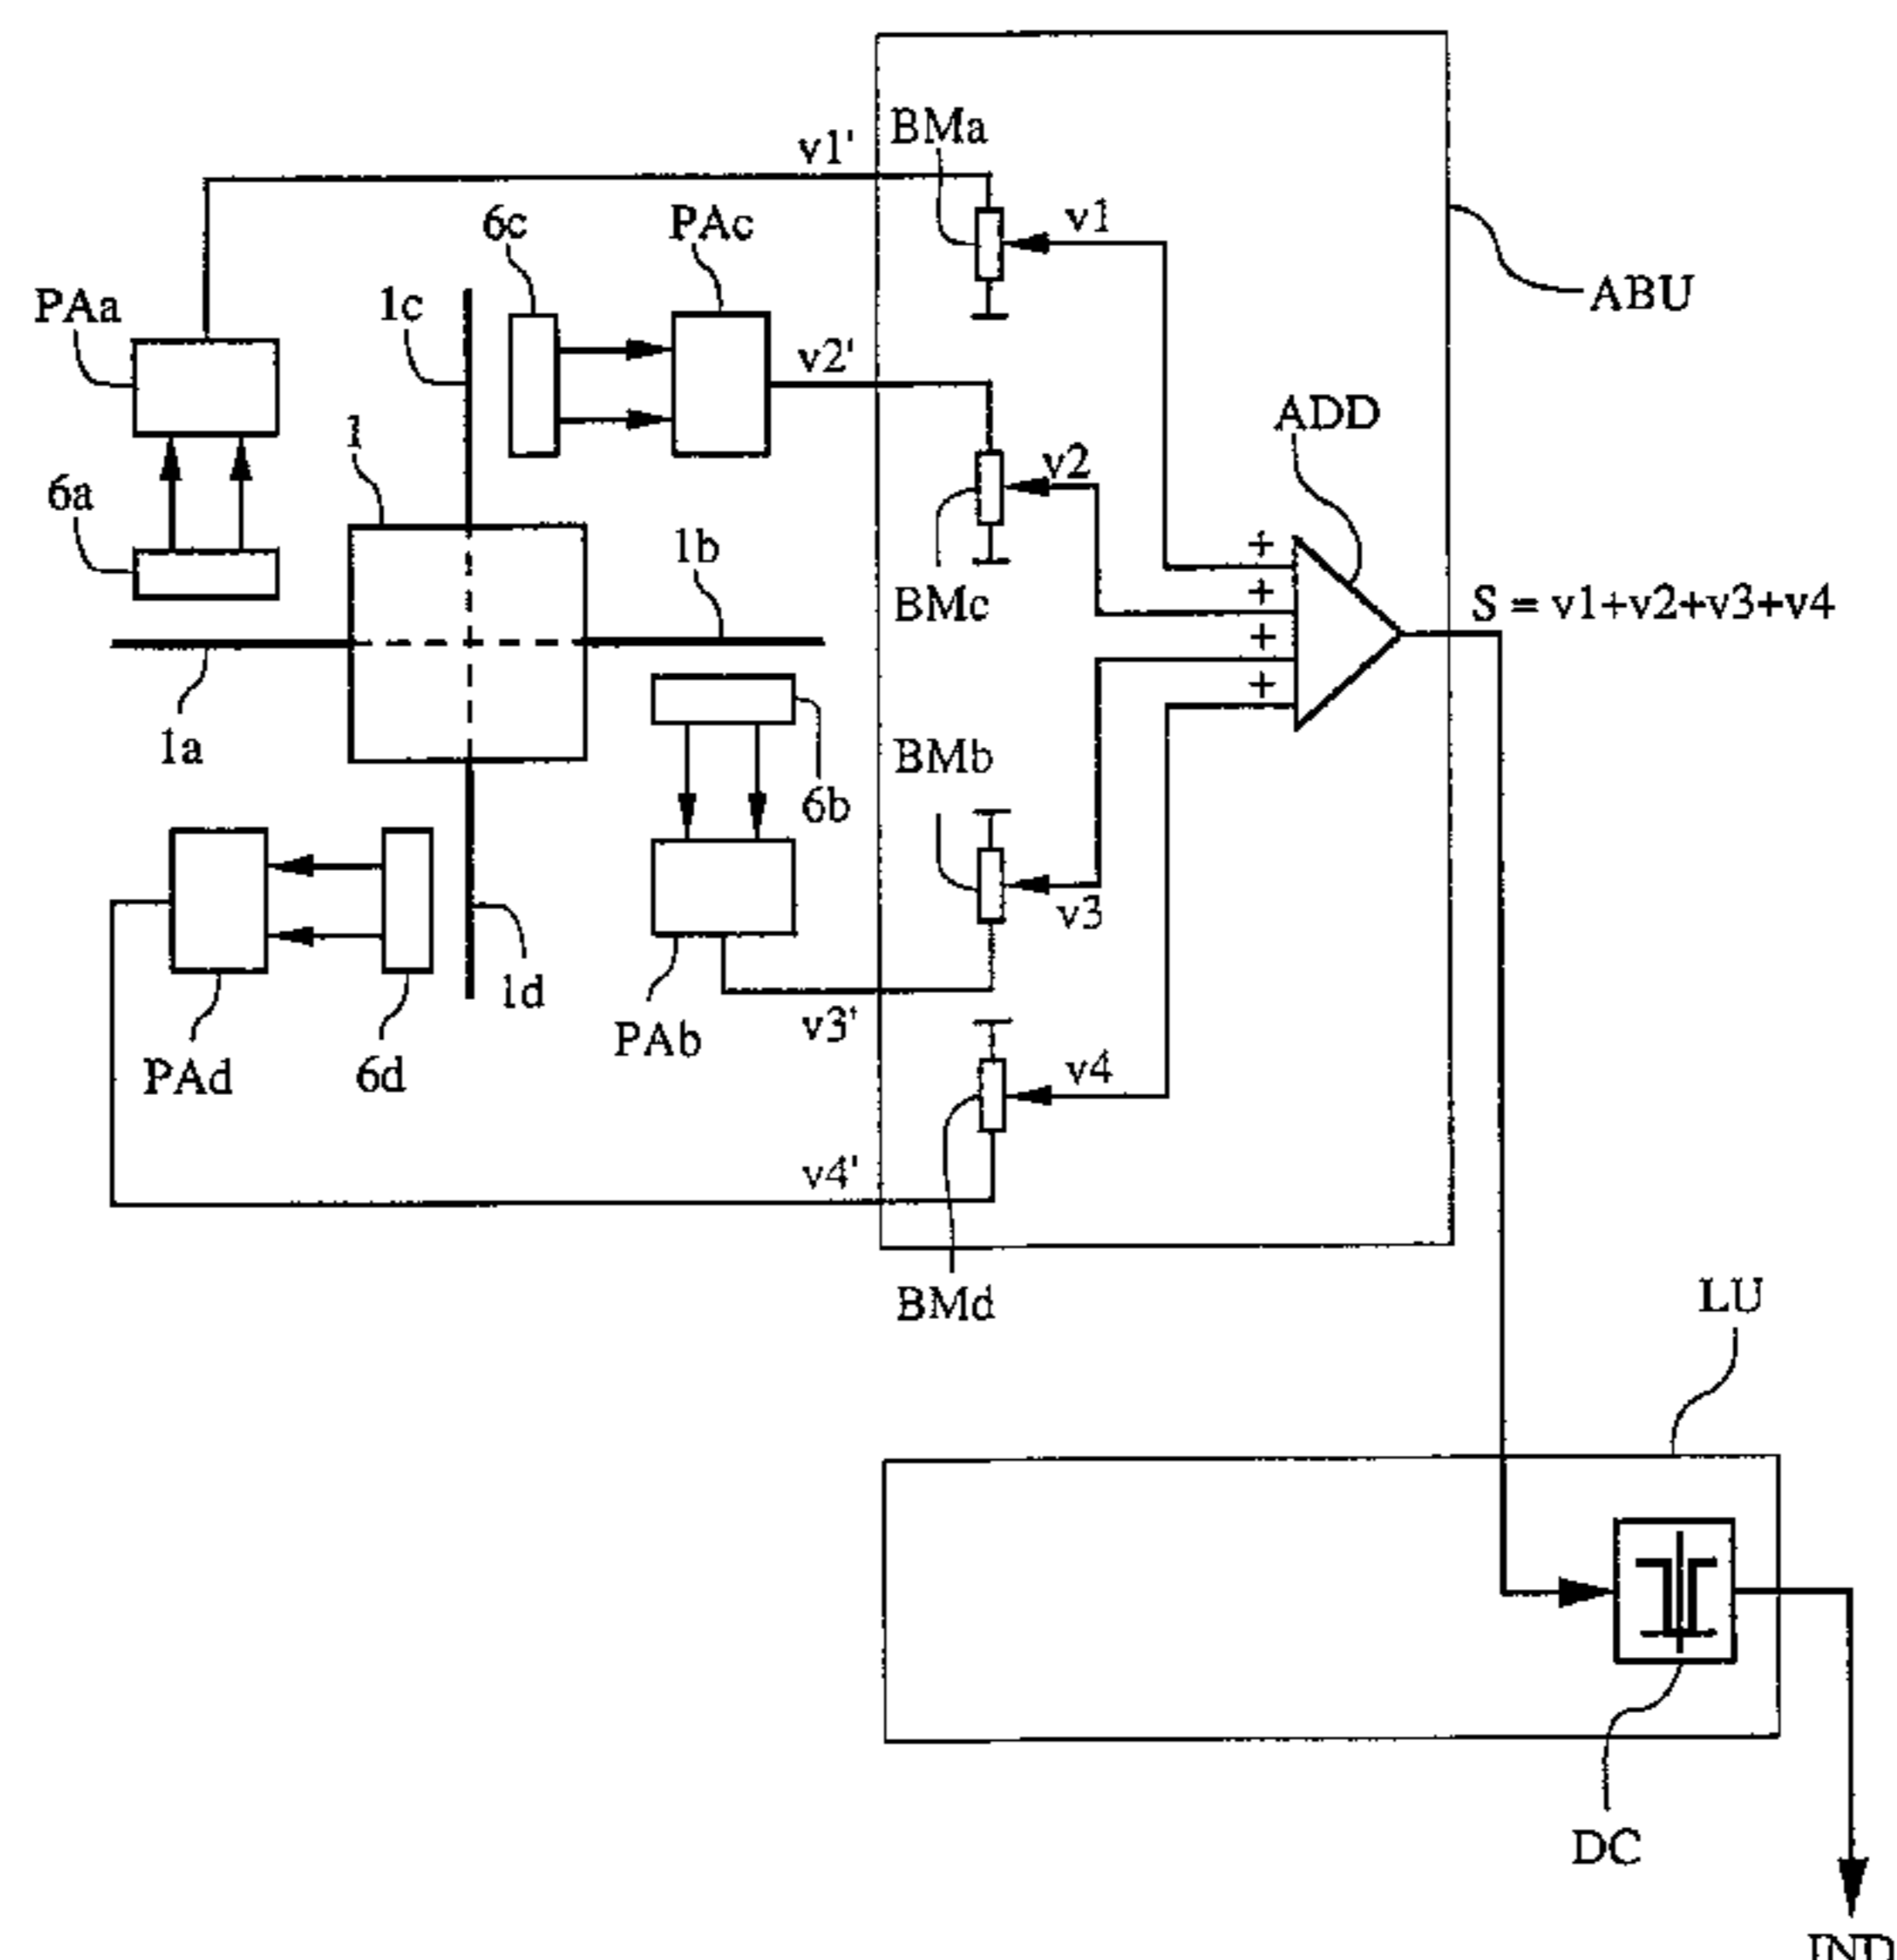 v1'
BMa
6c
PAc
v1
PAa
1c
ABU
v2'
ADD
1
v2
6a
1b
BMc
S = v1+v2+v3+v4
+
+
+
+
1a
BMb
6b
v3
1d
v3'
PAb
PAd
6d
v4
v4'
BMd
LU
DC
IND